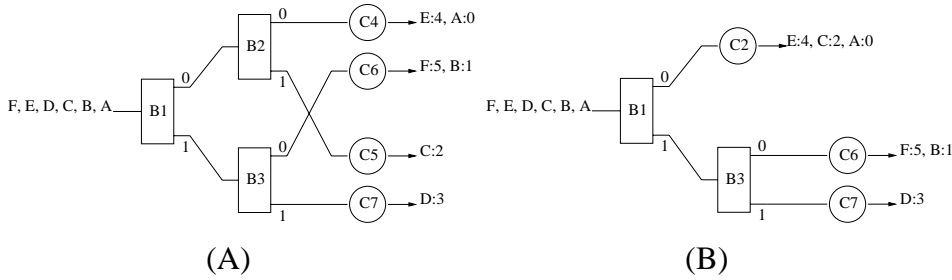 0
C4
E:4, A:0
B2
C6
F:5, B:1
0
1
F, E, D, C, B, A
B1
1
0
C5
C:2
B3
1
C7
D:3
(A)
C2
E:4, C:2, A:0
0
F, E, D, C, B, A
B1
1
0
C6
F:5, B:1
B3
1
C7
D:3
(B)